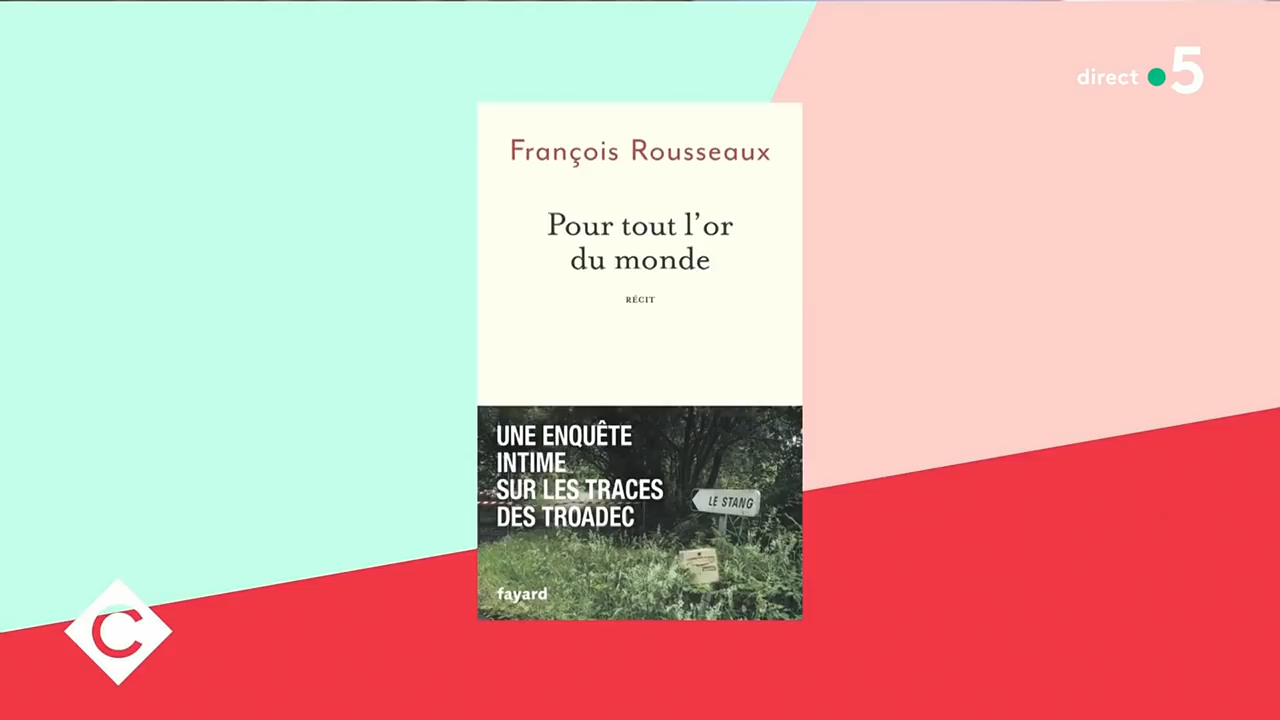 direct 5
François Rousseaux
Pour tout l'or
du monde
RÉCIT
UNE ENQUÊTE
INTIME
SUR LES TRACES
DES TROADEC
LE STANG
fayard
C